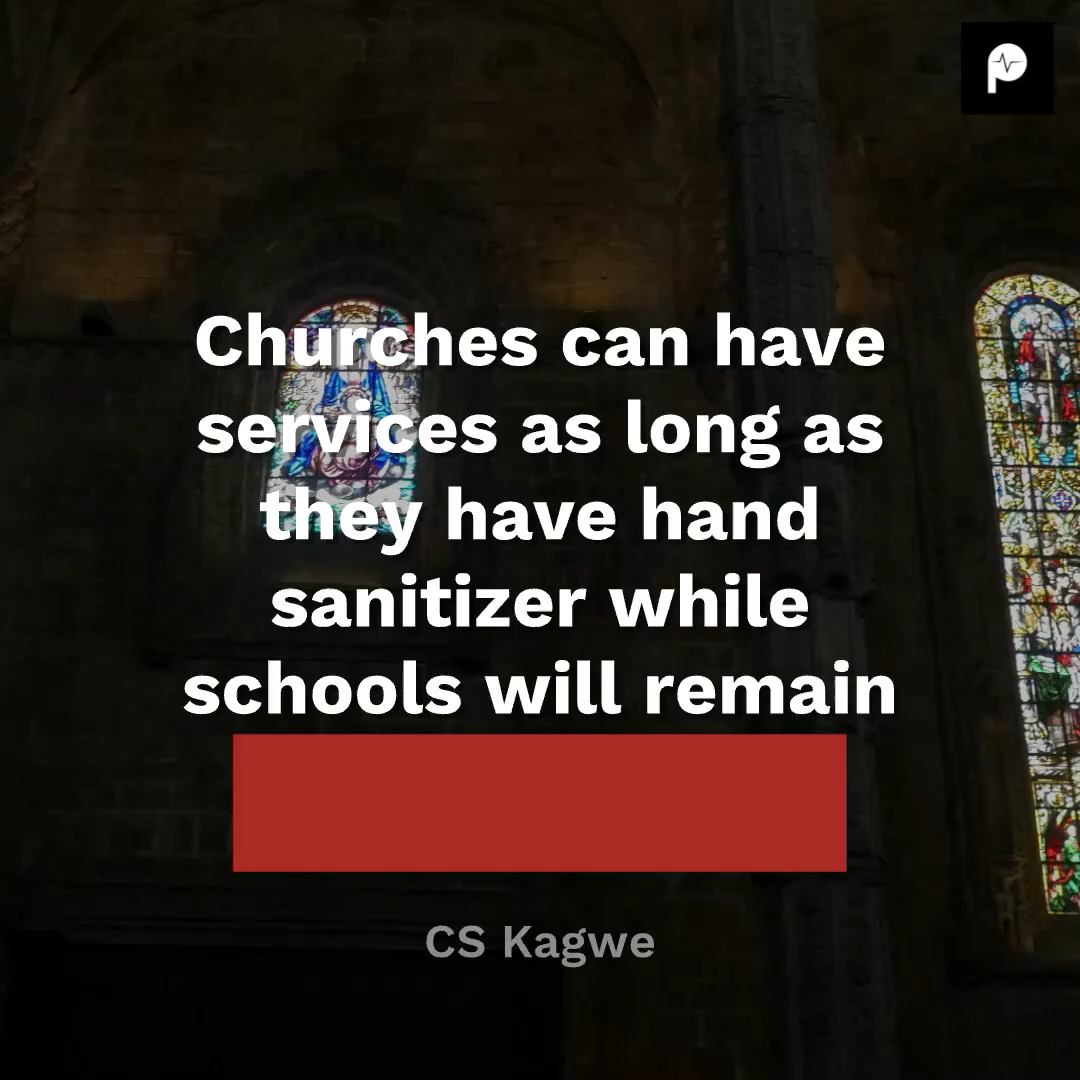 Churches can have
services as long as
they have hand
sanitizer while
schools will remain
CS Kagwe